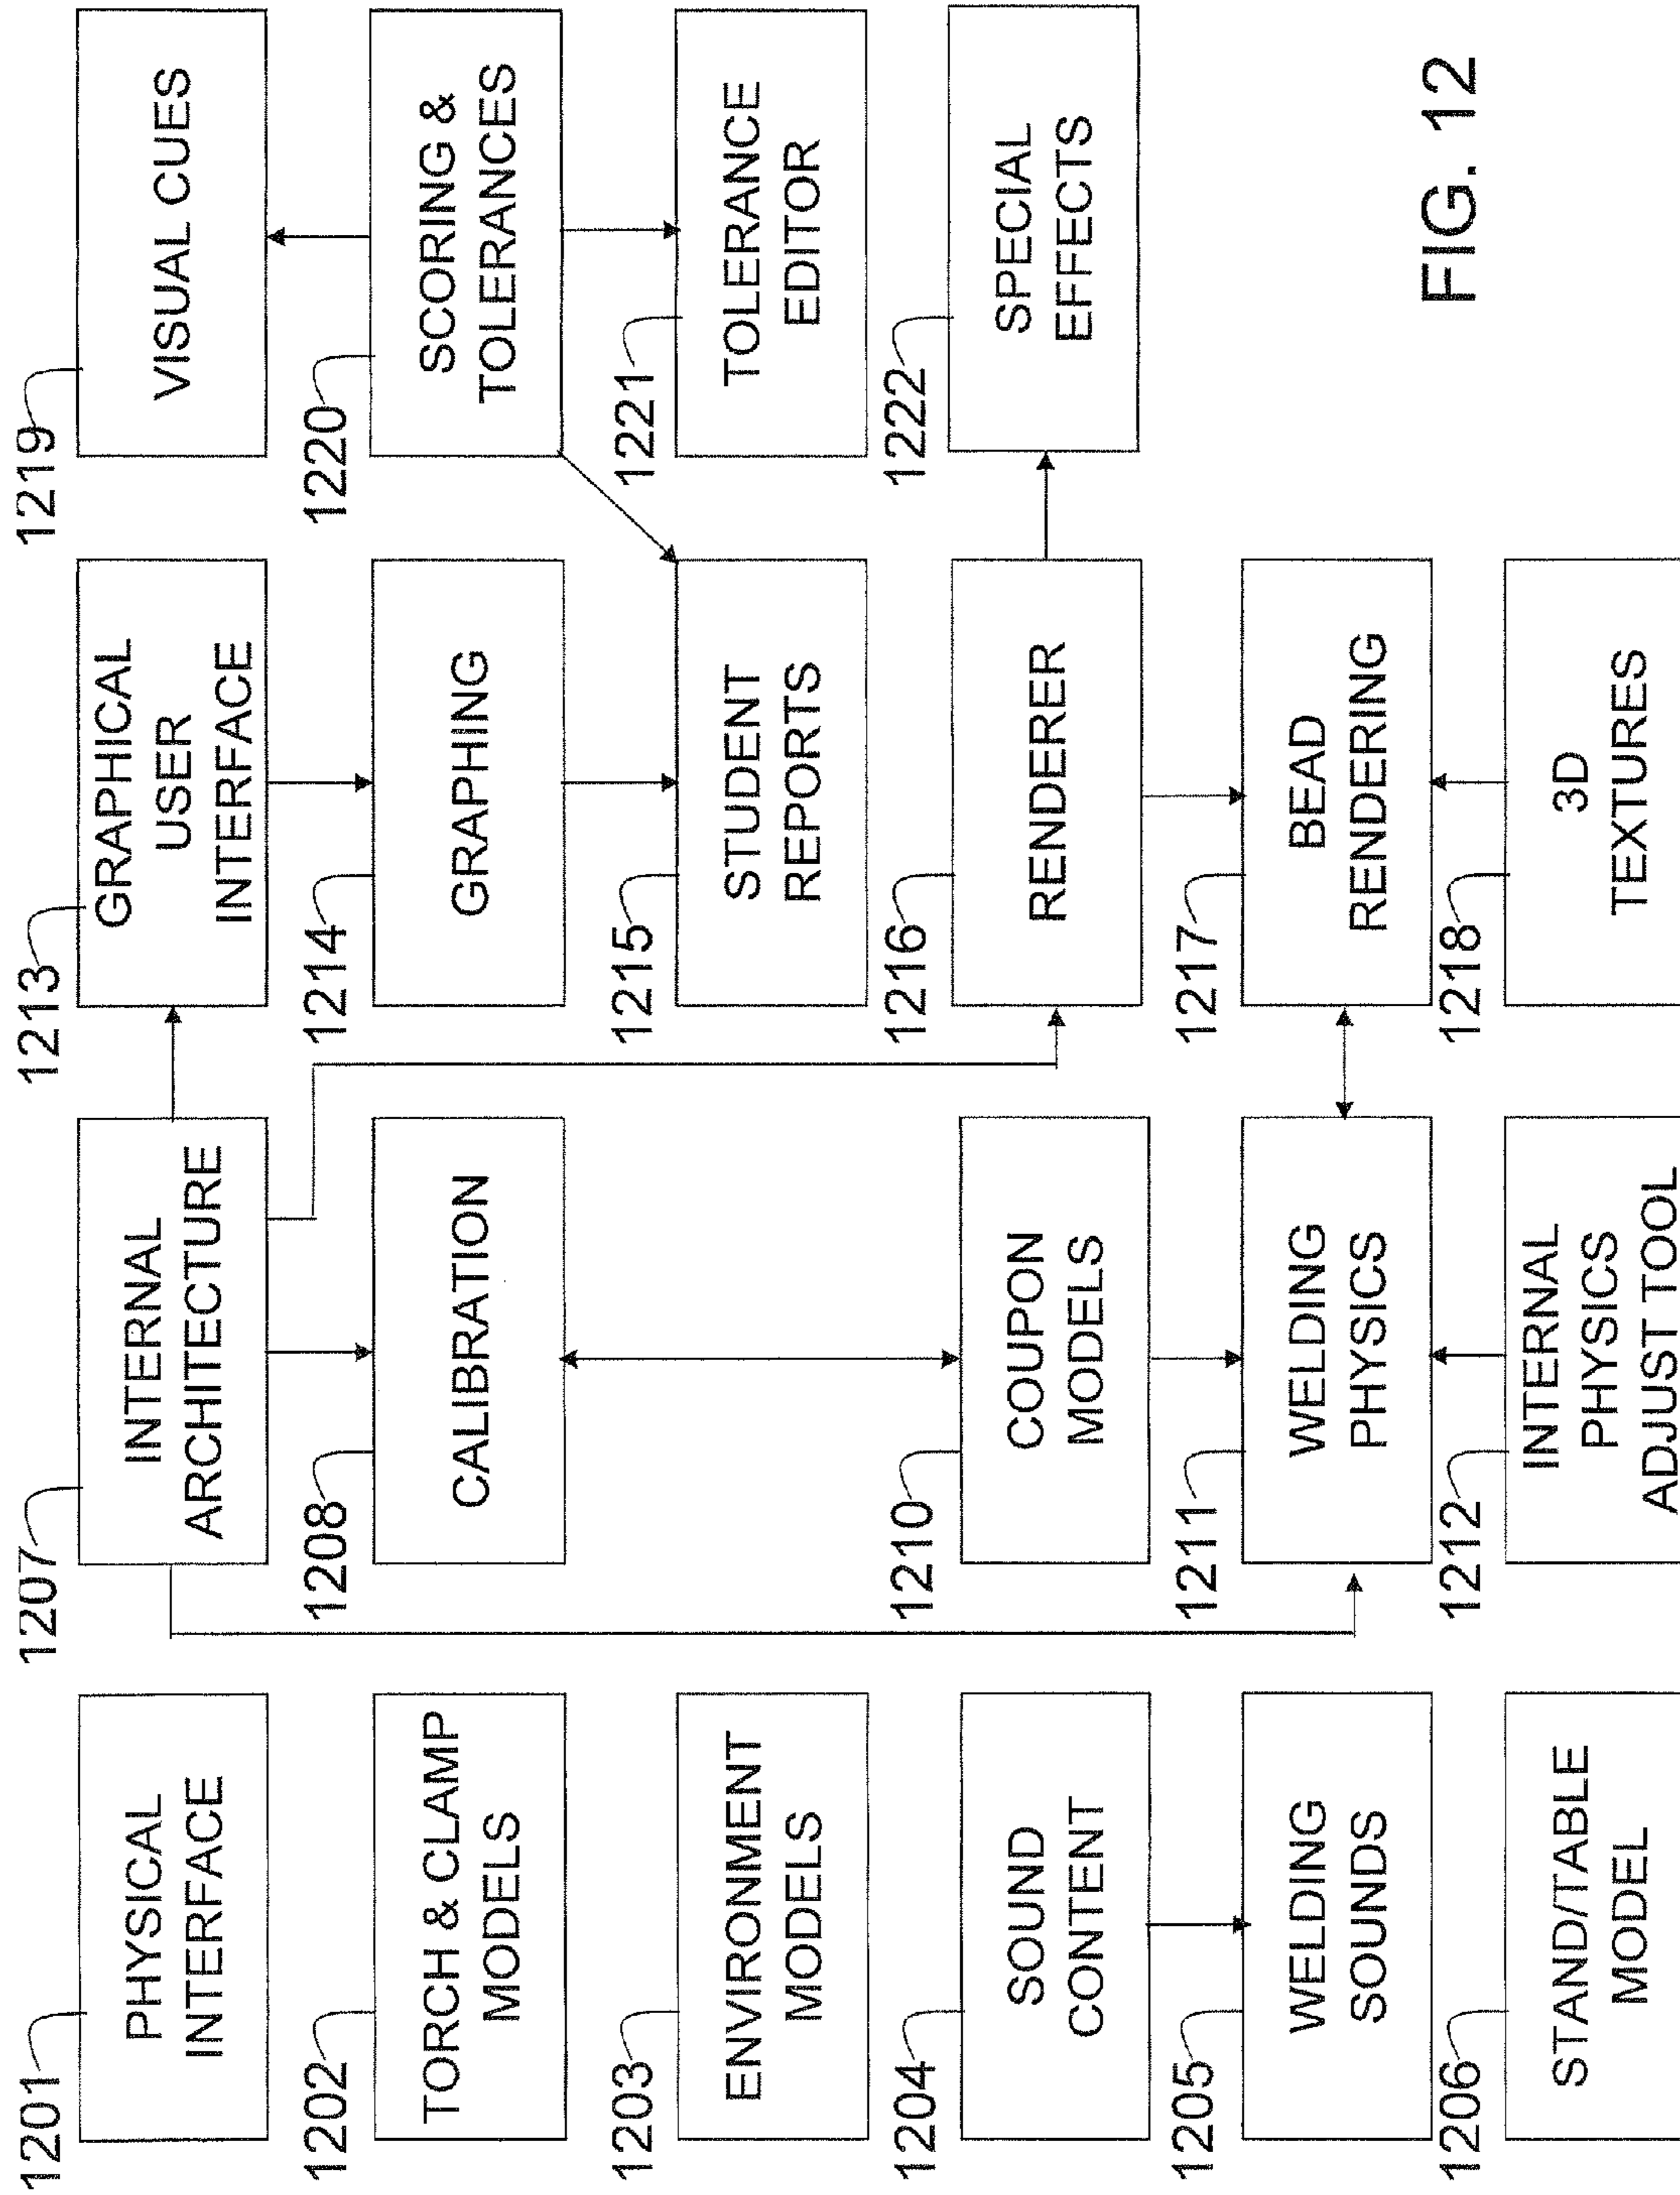 1201
PHYSICAL
INTERFACE
1202
TORCH & CLAMP
MODELS
1203
ENVIRONMENT
MODELS
1204
SOUND
CONTENT
1205
WELDING
SOUNDS
1206
STAND/TABLE
MODEL
1207
INTERNAL
ARCHITECTURE
1208
CALIBRATION
1210
COUPON
MODELS
1211
WELDING
PHYSICS
1212
INTERNAL
PHYSICS
ADJUST TOOL
1213
GRAPHICAL
USER
INTERFACE
1214
GRAPHING
1215
STUDENT
REPORTS
1216
RENDERER
1217
BEAD
RENDERING
1218
3D
TEXTURES
1219
VISUAL CUES
1220
SCORING &
TOLERANCES
1221
TOLERANCE
EDITOR
1222
SPECIAL
EFFECTS
FIG. 12